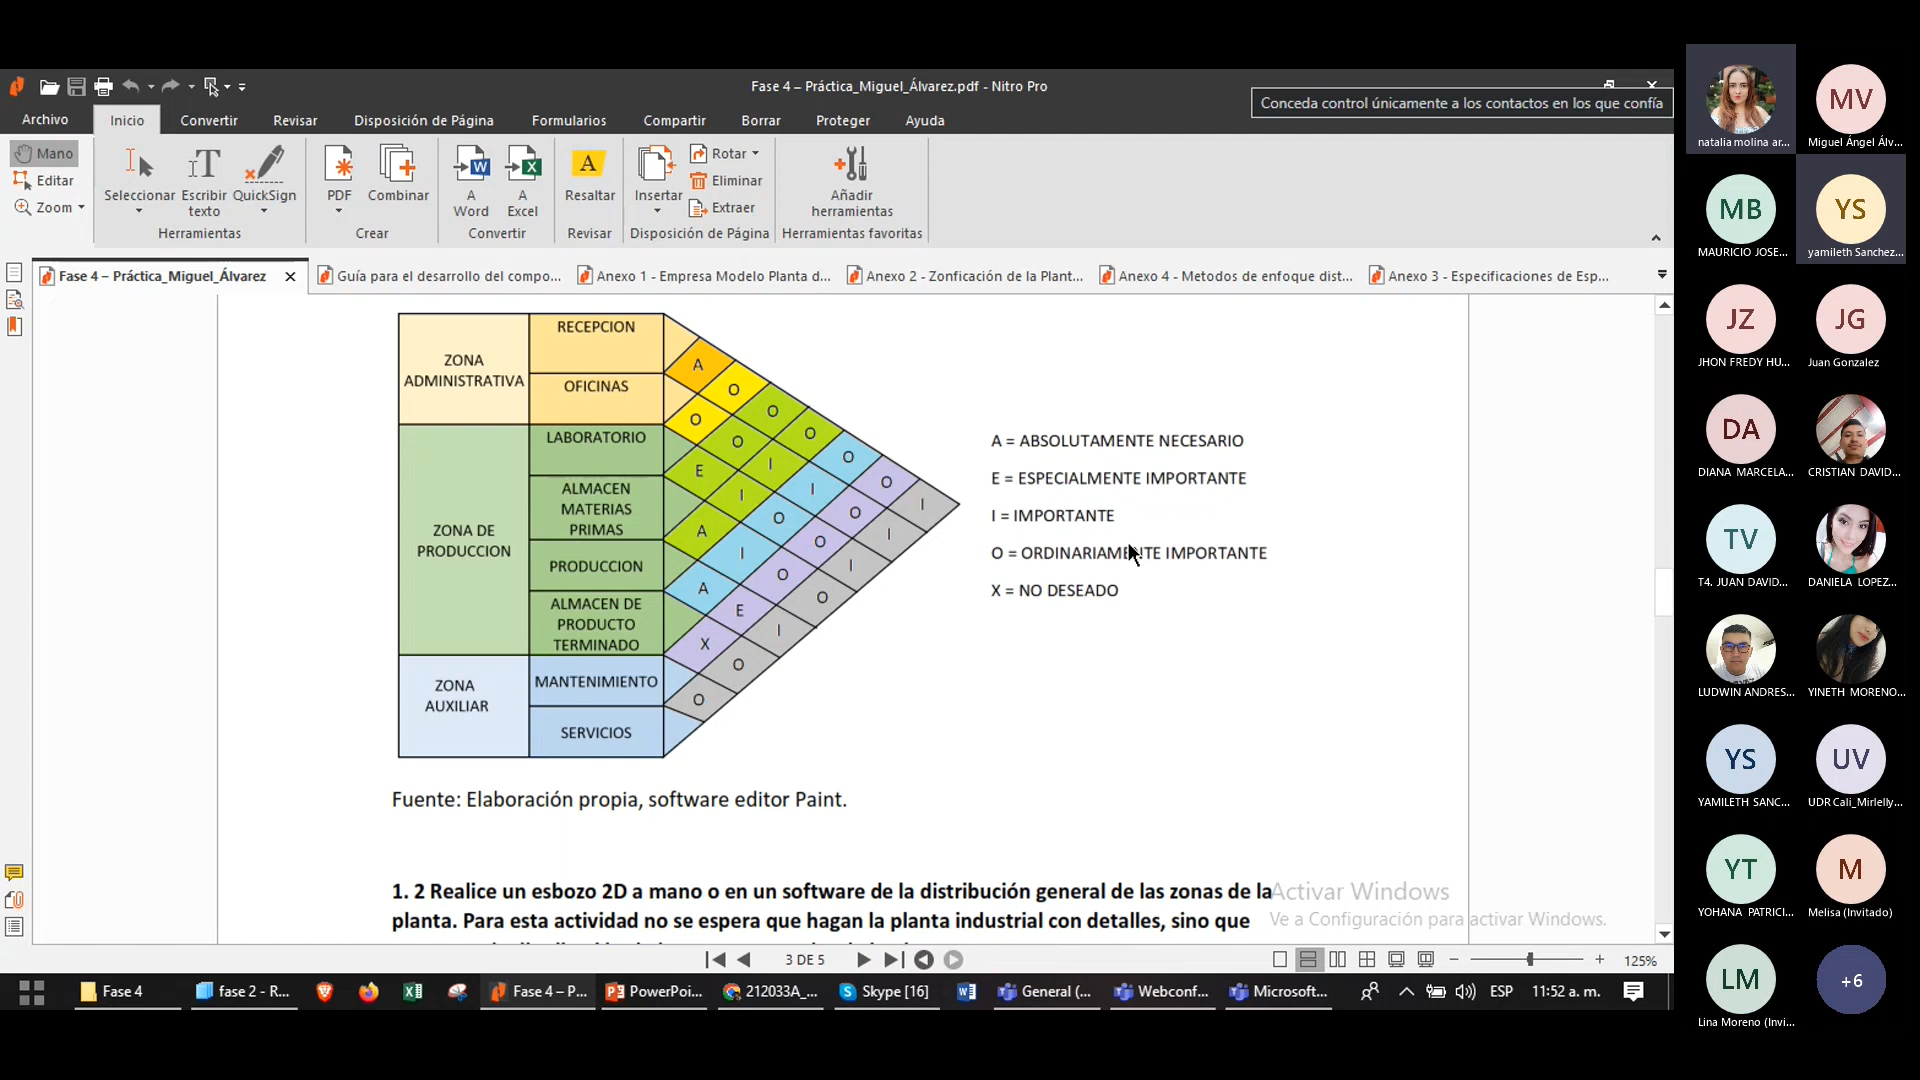 Fase 4 – Práctica_Miguel_Álvarez.pdf - Nitro Pro
Conceda control únicamente a los contactos en los que confía
Archivo Inicio Convertir Revisar Disposición de Página Formularios Compartir Borrar Proteger Ayuda
Mano
Editar
Zoom
Seleccionar
Escribir texto
QuickSign
Herramientas
PDF
Combinar
Crear
A Word
A Excel
Convertir
Resaltar
Revisar
Insertar
Rotar
Eliminar
Extraer
Disposición de Página
Añadir herramientas
Herramientas favoritas
Fase 4 – Práctica_Miguel_Álvarez
Guía para el desarrollo del compo...
Anexo 1 - Empresa Modelo Planta d...
Anexo 2 - Zonficación de la Plant...
Anexo 4 - Metodos de enfoque dist...
Anexo 3 - Especificaciones de Esp...
ZONA
ADMINISTRATIVA
RECEPCION
OFICINAS
ZONA DE
PRODUCCION
LABORATORIO
ALMACEN
MATERIAS
PRIMAS
PRODUCCION
ALMACEN DE
PRODUCTO
TERMINADO
ZONA
AUXILIAR
MANTENIMIENTO
SERVICIOS
A O O O O O I
O O I I O I
E I O O I
A I O O
A E I
X O
O
A = ABSOLUTAMENTE NECESARIO
E = ESPECIALMENTE IMPORTANTE
I = IMPORTANTE
O = ORDINARIAMENTE IMPORTANTE
X = NO DESEADO
Fuente: Elaboración propia, software editor Paint.
1. 2 Realice un esbozo 2D a mano o en un software de la distribución general de las zonas de la
planta. Para esta actividad no se espera que hagan la planta industrial con detalles, sino que
Activar Windows
Ve a Configuración para activar Windows.
3 DE 5
125%
Fase 4
fase 2 - R...
Fase 4 – P...
PowerPoi...
212033A_...
Skype [16]
General (...
Webconf...
Microsoft...
ESP
11:52 a. m.
natalia molina ar...
MV
Miguel Ángel Álv...
MB
MAURICIO JOSE...
YS
yamileth Sanchez...
JZ
JHON FREDY HU...
JG
Juan Gonzalez
DA
DIANA MARCELA...
CRISTIAN DAVID...
TV
T4. JUAN DAVID...
DANIELA LOPEZ...
LUDWIN ANDRES...
YINETH MORENO...
YS
YAMILETH SANC...
UV
UDR Cali_Mirlelly...
YT
YOHANA PATRICI...
M
Melisa (Invitado)
LM
Lina Moreno (Invi...
+6